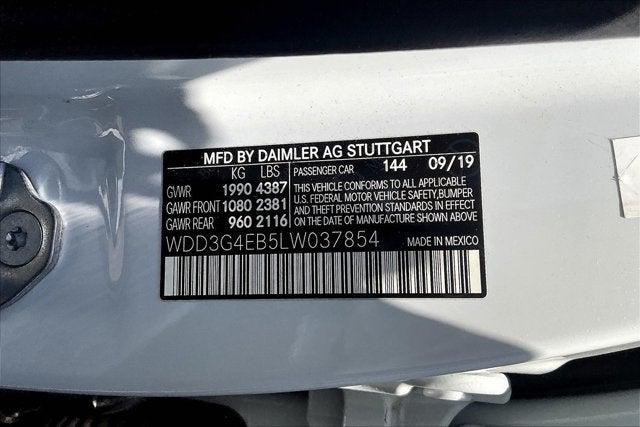 MFD BY DAIMLER AG STUTTGART
KG LBS PASSENGER CAR 144 09/19
GVWR 1990 4387 THIS VEHICLE CONFORMS TO ALL APPLICABLE
U.S. FEDERAL MOTOR VEHICLE SAFETY,BUMPER
GAWR FRONT 1080 2381 AND THEFT PREVENTION STANDARDS IN EFFECT
GAWR REAR 960 2116 ON THE DATE OF MANUFACTURE SHOWN ABOVE.
WDD3G4EB5LW037854 MADE IN MEXICO